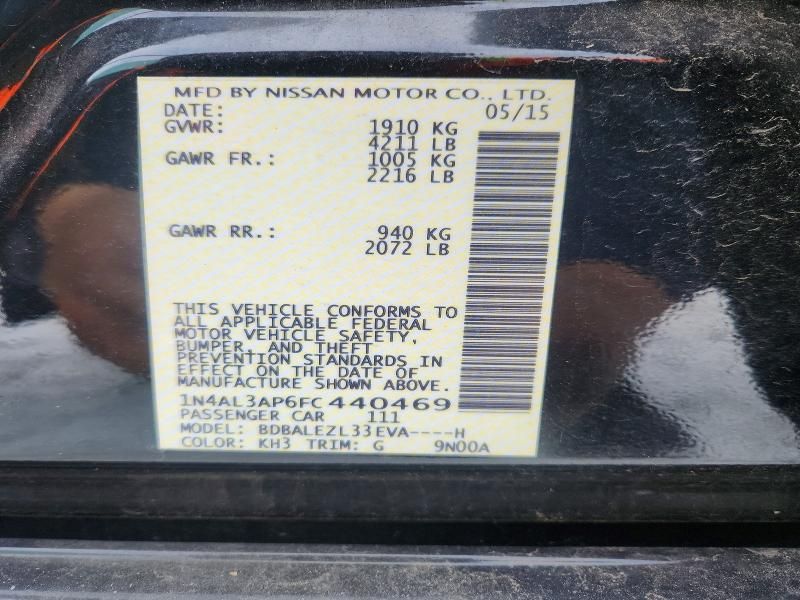 MFD BY NISSAN MOTOR CO., LTD.
DATE: 05/15
GVWR: 1910 KG
4211 LB
GAWR FR.: 1005 KG
2216 LB
GAWR RR.: 940 KG
2072 LB
THIS VEHICLE CONFORMS TO
ALL APPLICABLE FEDERAL
MOTOR VEHICLE SAFETY,
BUMPER, AND THEFT
PREVENTION STANDARDS IN
EFFECT ON THE DATE OF
MANUFACTURE SHOWN ABOVE.
1N4AL3AP6FC440469
PASSENGER CAR 111
MODEL: BDBALEZL33EVA----H
COLOR: KH3 TRIM: G 9N00A